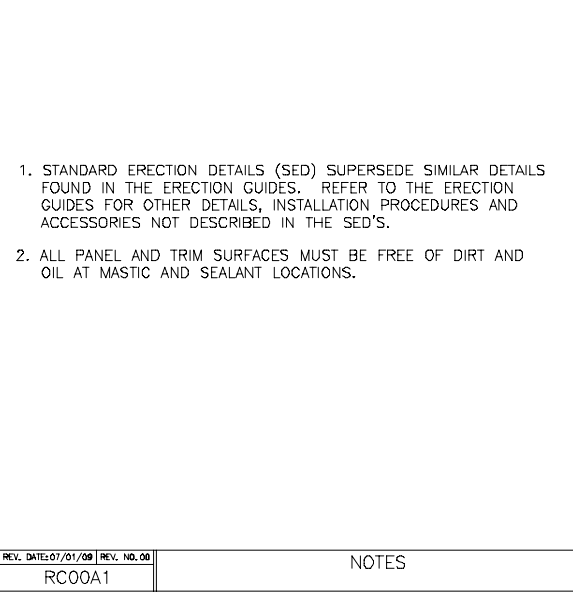 1. STANDARD ERECTION DETAILS (SED) SUPERSEDE SIMILAR DETAILS
FOUND IN THE ERECTION GUIDES. REFER TO THE ERECTION
GUIDES FOR OTHER DETAILS, INSTALLATION PROCEDURES AND
ACCESSORIES NOT DESCRIBED IN THE SED'S.
2. ALL PANEL AND TRIM SURFACES MUST BE FREE OF DIRT AND
OIL AT MASTIC AND SEALANT LOCATIONS.
REV. DATE:07/01/09 REV. NO.00
RC00A1
NOTES